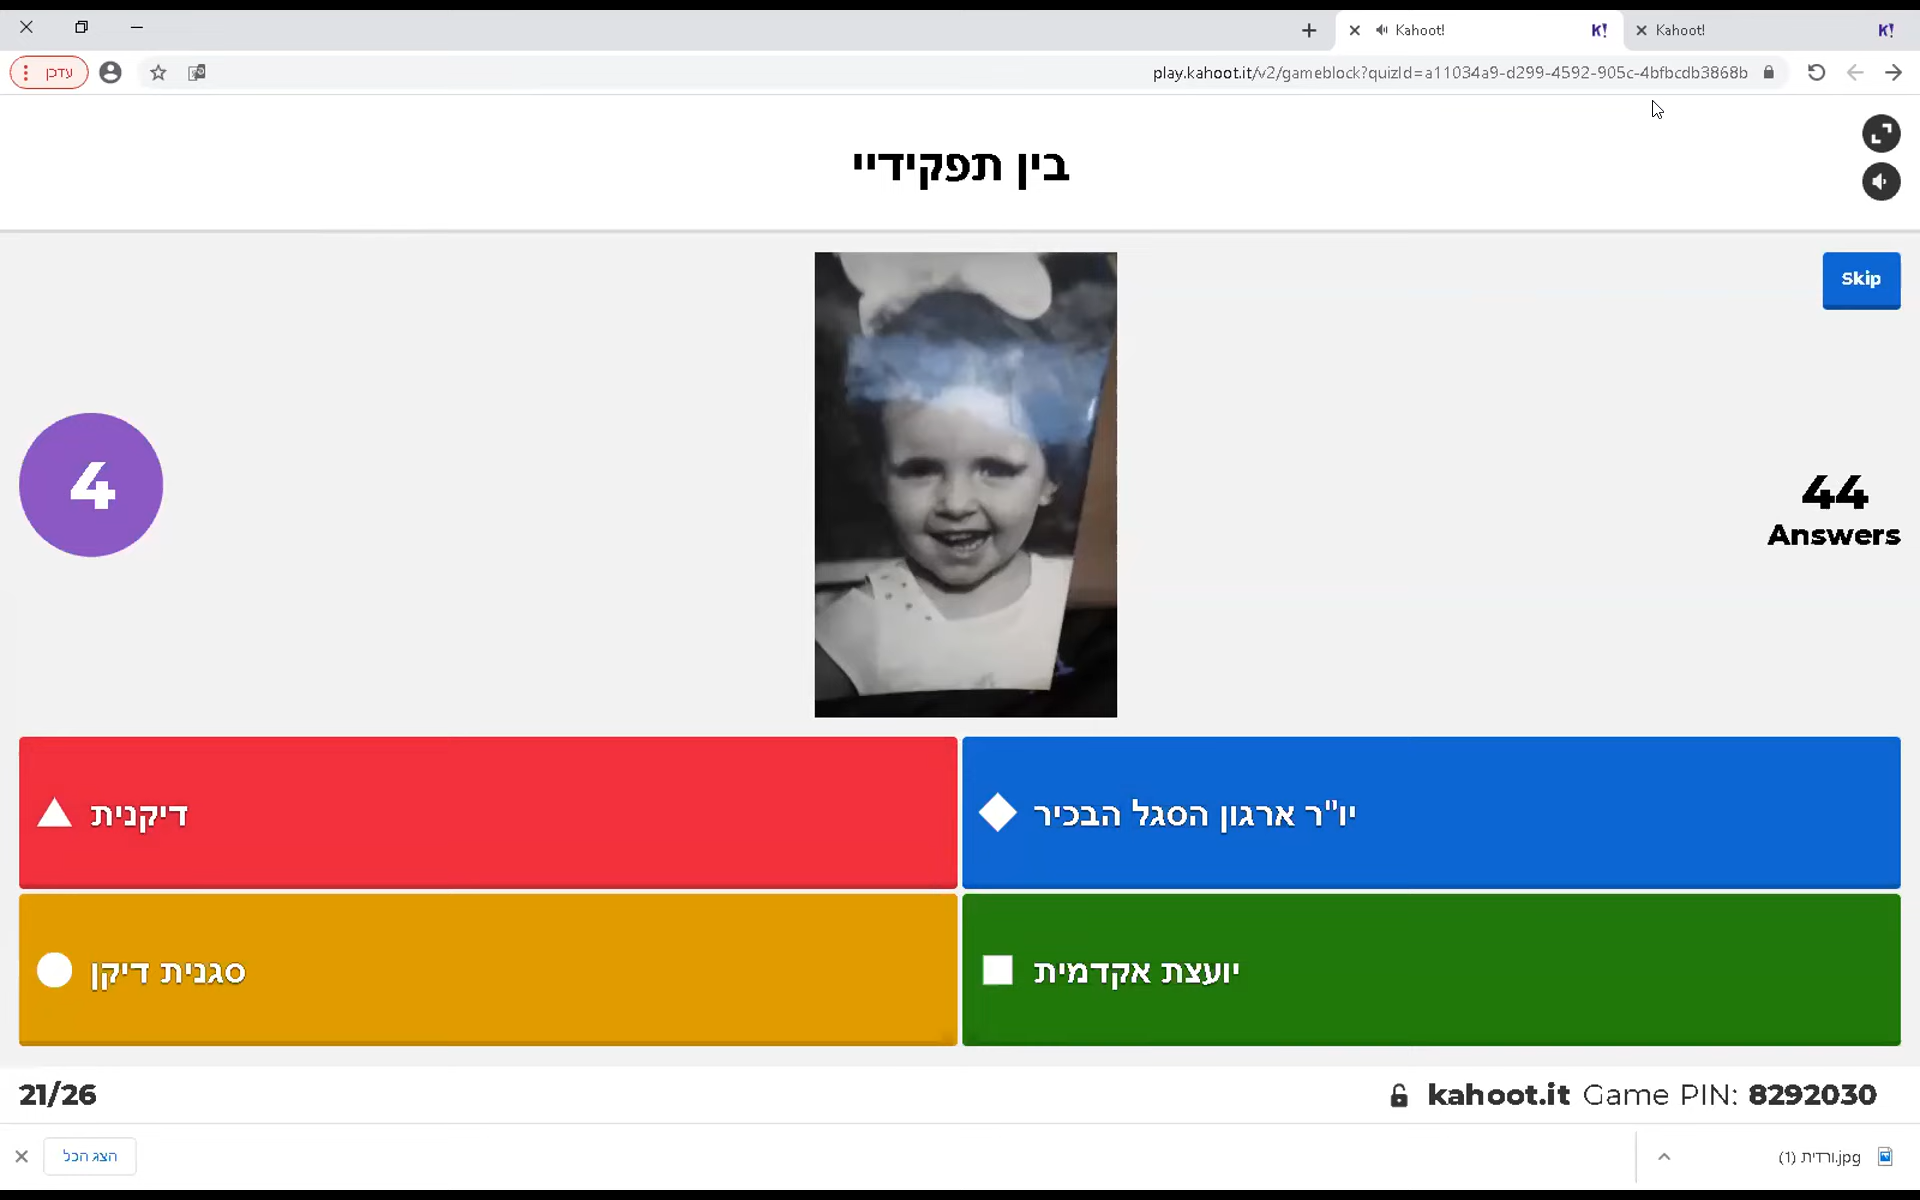 Kahoot!
K!
Kahoot!
K!
עדכן
play.kahoot.it/v2/gameblock?quizId=a11034a9-d299-4592-905c-4bfbcdb3868b
בין תפקידיי
Skip
4
44
Answers
דיקנית
יו"ר ארגון הסגל הבכיר
סגנית דיקן
יועצת אקדמית
21/26
kahoot.it Game PIN: 8292030
הצג הכל
ורדית (1).jpg